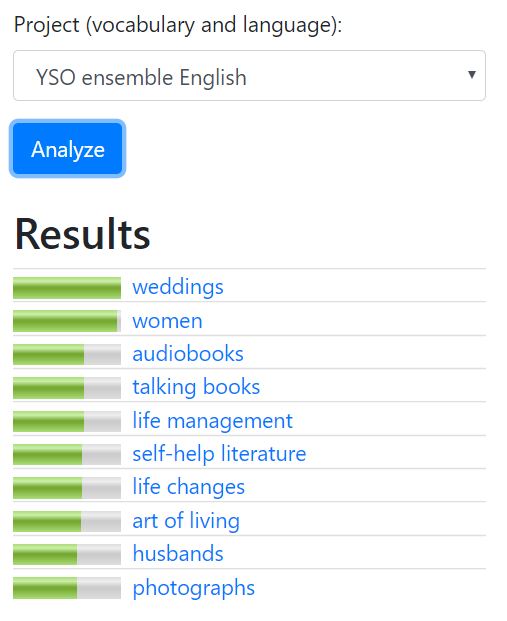 Project (vocabulary and language):
YSO ensemble English
Analyze
Results
weddings
women
audiobooks
talking books
life management
self-help literature
life changes
art of living
husbands
photographs